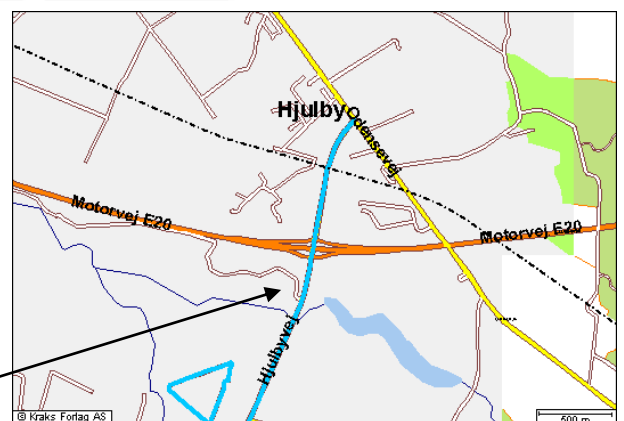 Hjulby
Odensevej
Motorvej E20
Motorvej E20
Hjulbyvej
© Kraks Forlag AS
500 m